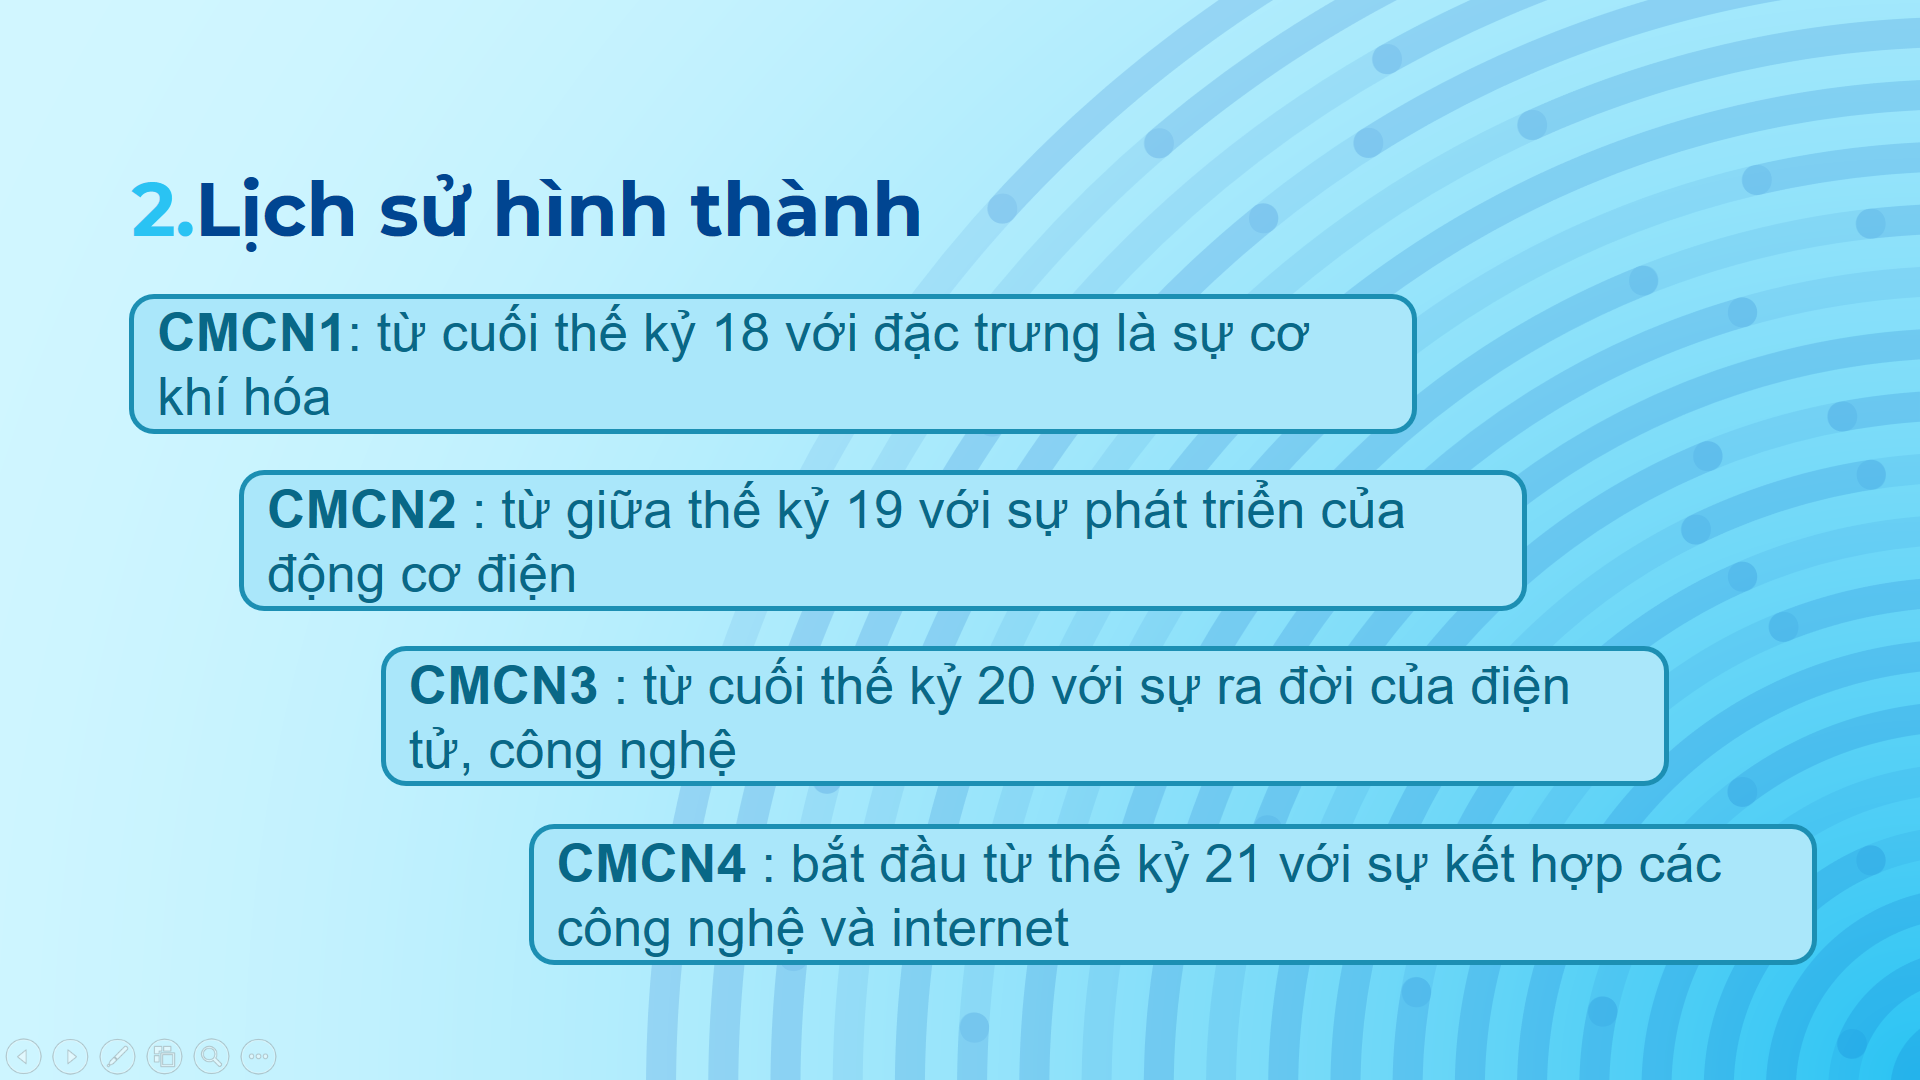 2.Lịch sử hình thành
CMCN1: từ cuối thế kỷ 18 với đặc trưng là sự cơ
khí hóa
CMCN2 : từ giữa thế kỷ 19 với sự phát triển của
động cơ điện
CMCN3 : từ cuối thế kỷ 20 với sự ra đời của điện
tử, công nghệ
CMCN4 : bắt đầu từ thế kỷ 21 với sự kết hợp các
công nghệ và internet